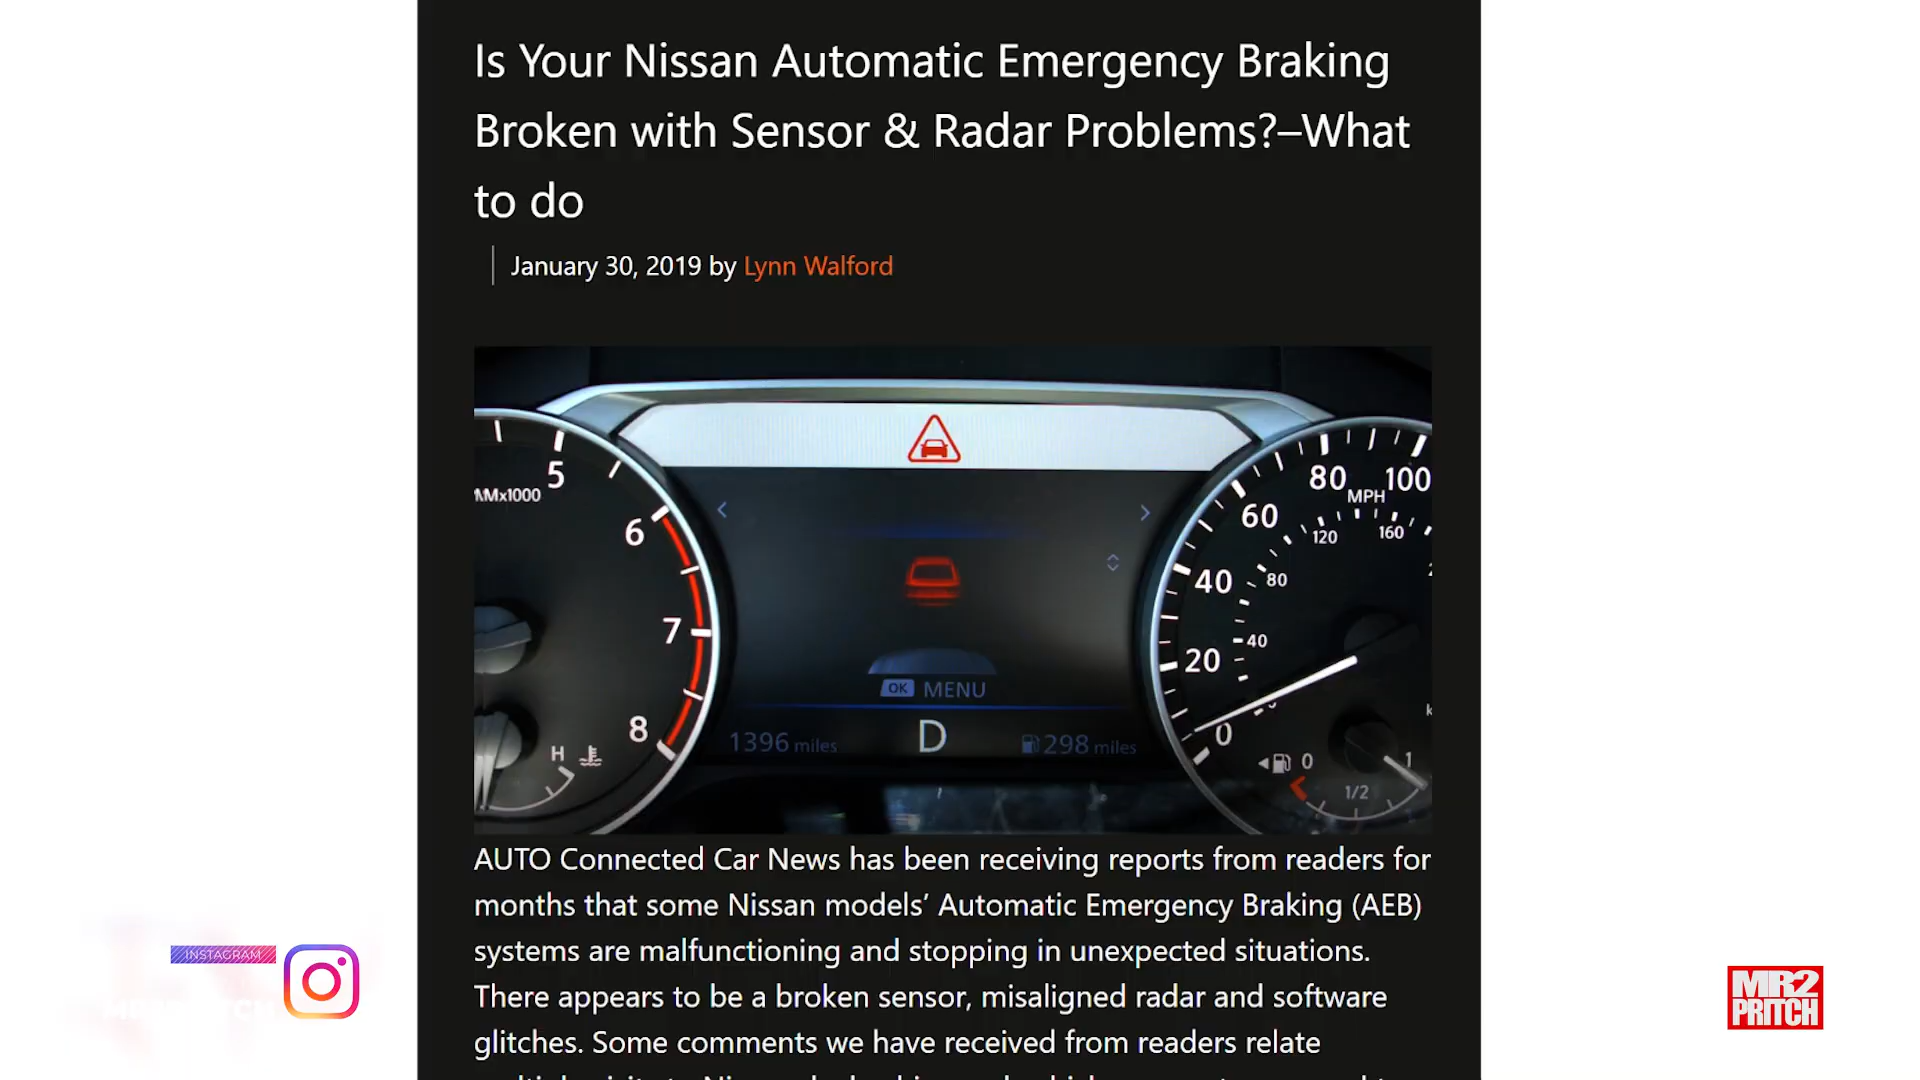 Is Your Nissan Automatic Emergency Braking
Broken with Sensor & Radar Problems?–What
to do
January 30, 2019 by Lynn Walford
5
6
7
8
H
OK MENU
1396 miles
D
298 miles
0
20
40
60
80
100
MPH
40
80
120
160
0
1/2
1
AUTO Connected Car News has been receiving reports from readers for
months that some Nissan models’ Automatic Emergency Braking (AEB)
systems are malfunctioning and stopping in unexpected situations.
There appears to be a broken sensor, misaligned radar and software
glitches. Some comments we have received from readers relate
INSTAGRAM
MR2
PRITCH